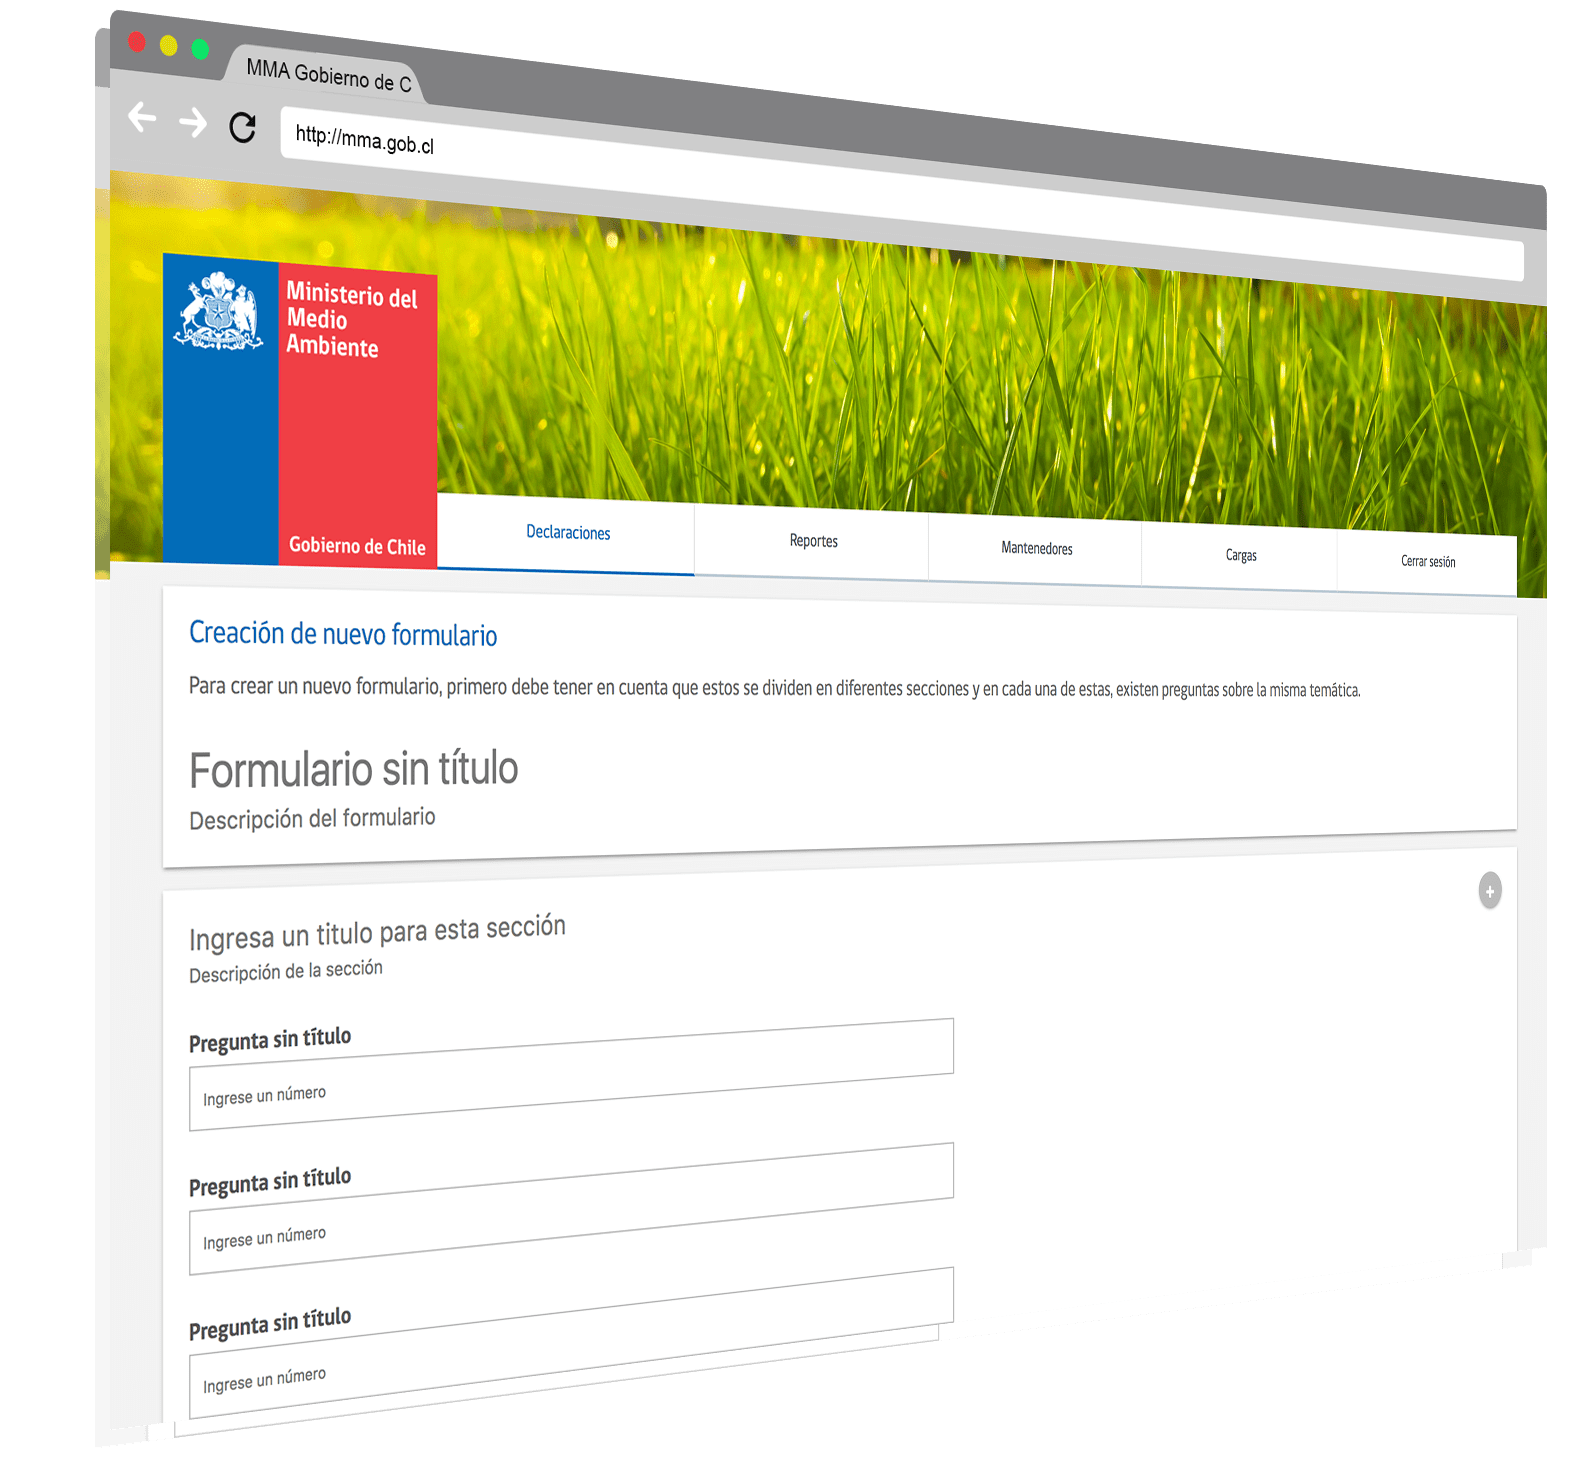 MMA Gobierno de C
http://mma.gob.cl
Ministerio del
Medio
Ambiente
Gobierno de Chile
Declaraciones
Reportes
Mantenedores
Cargas
Cerrar sesión
Creación de nuevo formulario
Para crear un nuevo formulario, primero debe tener en cuenta que estos se dividen en diferentes secciones y en cada una de estas, existen preguntas sobre la misma temática.
Formulario sin título
Descripción del formulario
+
Ingresa un titulo para esta sección
Descripción de la sección
Pregunta sin título
Ingrese un número
Pregunta sin título
Ingrese un número
Pregunta sin título
Ingrese un número